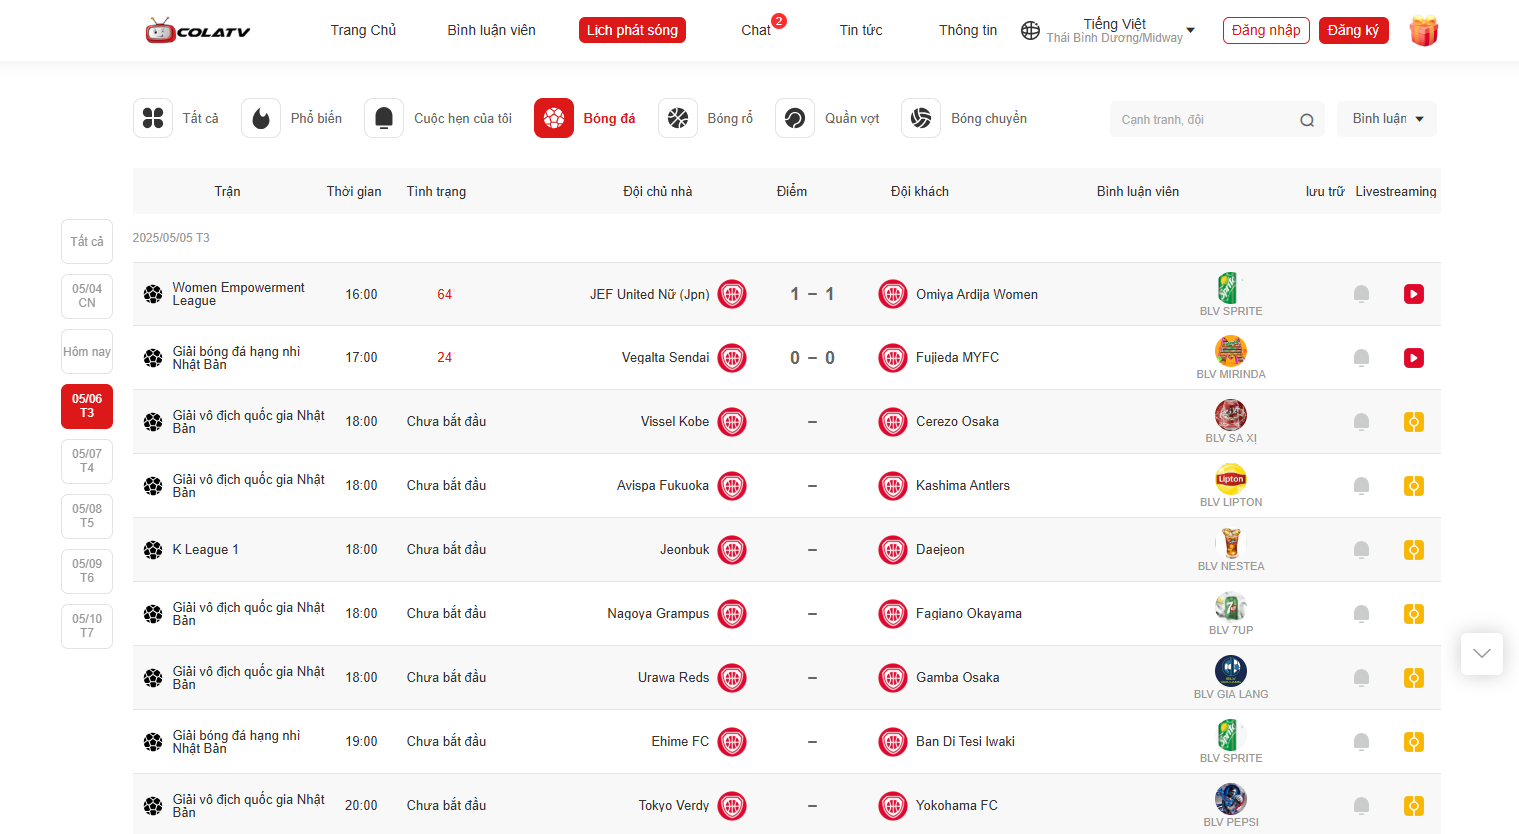 COLATV
Trang Chủ
Bình luận viên
Lịch phát sóng
Chat
2
Tin tức
Thông tin
Tiếng Việt
Thái Bình Dương/Midway
Đăng nhập
Đăng ký
Tất cả
Phổ biến
Cuộc hẹn của tôi
Bóng đá
Bóng rổ
Quần vợt
Bóng chuyền
Cạnh tranh, đội
Bình luận
Trận
Thời gian
Tình trạng
Đội chủ nhà
Điểm
Đội khách
Bình luận viên
lưu trữ
Livestreaming
Tất cả
05/04
CN
Hôm nay
05/06
T3
05/07
T4
05/08
T5
05/09
T6
05/10
T7
2025/05/05 T3
Women Empowerment
League
16:00
64
JEF United Nữ (Jpn)
1 – 1
Omiya Ardija Women
BLV SPRITE
Giải bóng đá hạng nhì
Nhật Bản
17:00
24
Vegalta Sendai
0 – 0
Fujieda MYFC
BLV MIRINDA
Giải vô địch quốc gia Nhật
Bản
18:00
Chưa bắt đầu
Vissel Kobe
–
Cerezo Osaka
BLV SA XỊ
Giải vô địch quốc gia Nhật
Bản
18:00
Chưa bắt đầu
Avispa Fukuoka
–
Kashima Antlers
Lipton
BLV LIPTON
K League 1
18:00
Chưa bắt đầu
Jeonbuk
–
Daejeon
BLV NESTEA
Giải vô địch quốc gia Nhật
Bản
18:00
Chưa bắt đầu
Nagoya Grampus
–
Fagiano Okayama
BLV 7UP
Giải vô địch quốc gia Nhật
Bản
18:00
Chưa bắt đầu
Urawa Reds
–
Gamba Osaka
BLV GIA LANG
Giải bóng đá hạng nhì
Nhật Bản
19:00
Chưa bắt đầu
Ehime FC
–
Ban Di Tesi Iwaki
BLV SPRITE
Giải vô địch quốc gia Nhật
Bản
20:00
Chưa bắt đầu
Tokyo Verdy
–
Yokohama FC
BLV PEPSI